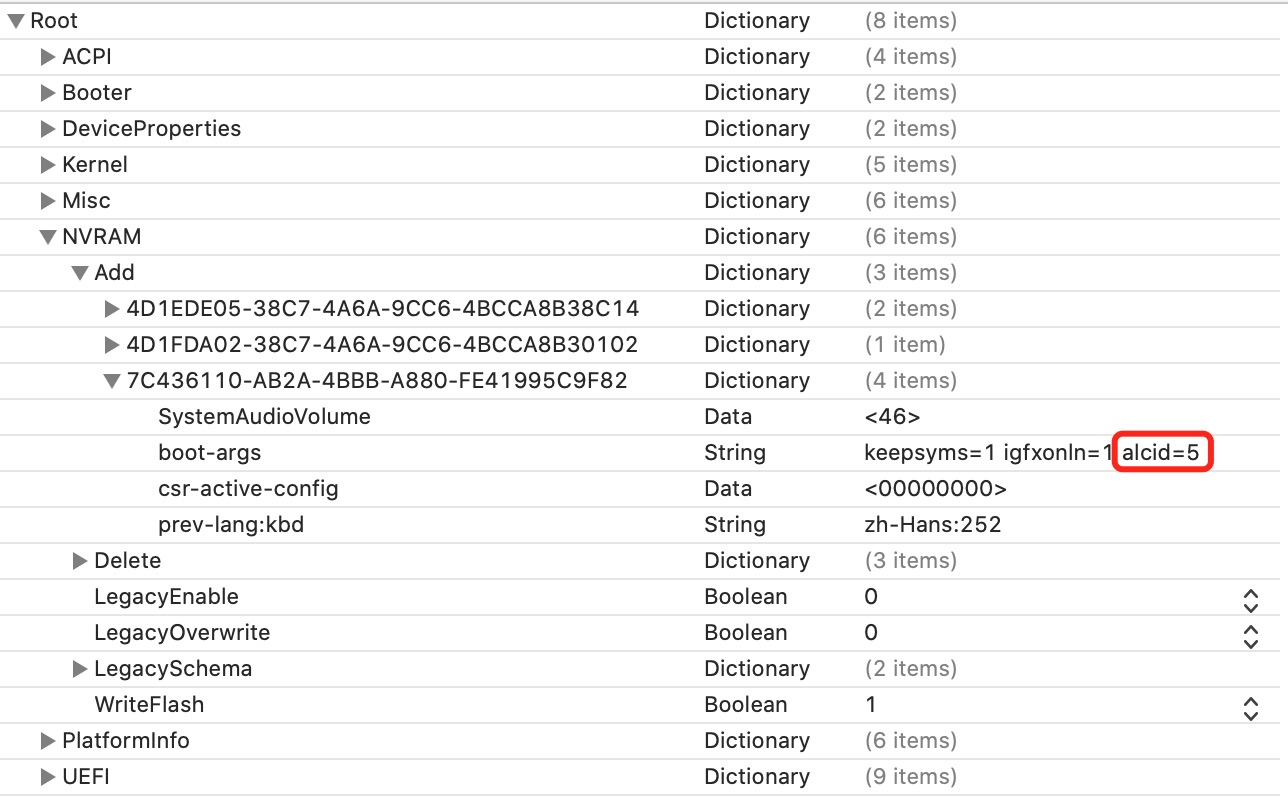 Root Dictionary (8 items)
ACPI Dictionary (4 items)
Booter Dictionary (2 items)
DeviceProperties Dictionary (2 items)
Kernel Dictionary (5 items)
Misc Dictionary (6 items)
NVRAM Dictionary (6 items)
Add Dictionary (3 items)
4D1EDE05-38C7-4A6A-9CC6-4BCCA8B38C14 Dictionary (2 items)
4D1FDA02-38C7-4A6A-9CC6-4BCCA8B30102 Dictionary (1 item)
7C436110-AB2A-4BBB-A880-FE41995C9F82 Dictionary (4 items)
SystemAudioVolume Data <46>
boot-args String keepsyms=1 igfxonln=1 alcid=5
csr-active-config Data <00000000>
prev-lang:kbd String zh-Hans:252
Delete Dictionary (3 items)
LegacyEnable Boolean 0
LegacyOverwrite Boolean 0
LegacySchema Dictionary (2 items)
WriteFlash Boolean 1
PlatformInfo Dictionary (6 items)
UEFI Dictionary (9 items)